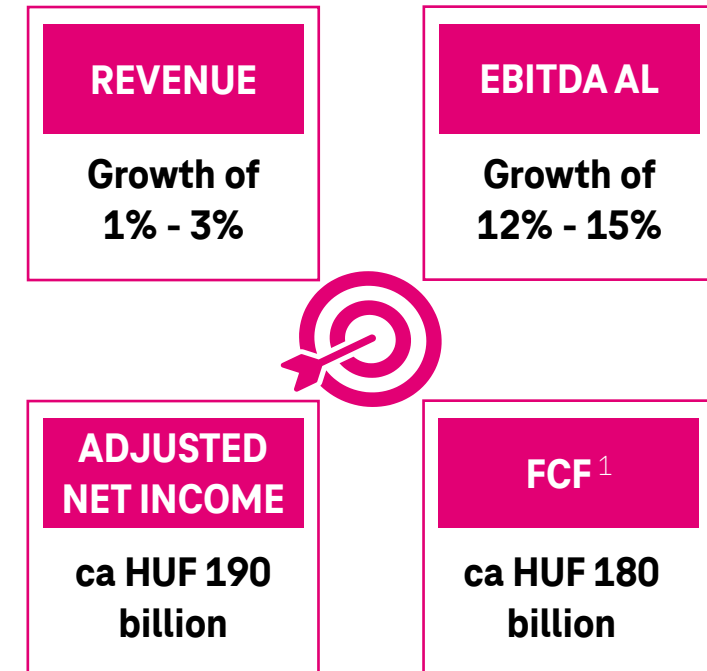 REVENUE
Growth of
1% - 3%
EBITDA AL
Growth of
12% - 15%
ADJUSTED
NET INCOME
ca HUF 190
billion
FCF 1
ca HUF 180
billion